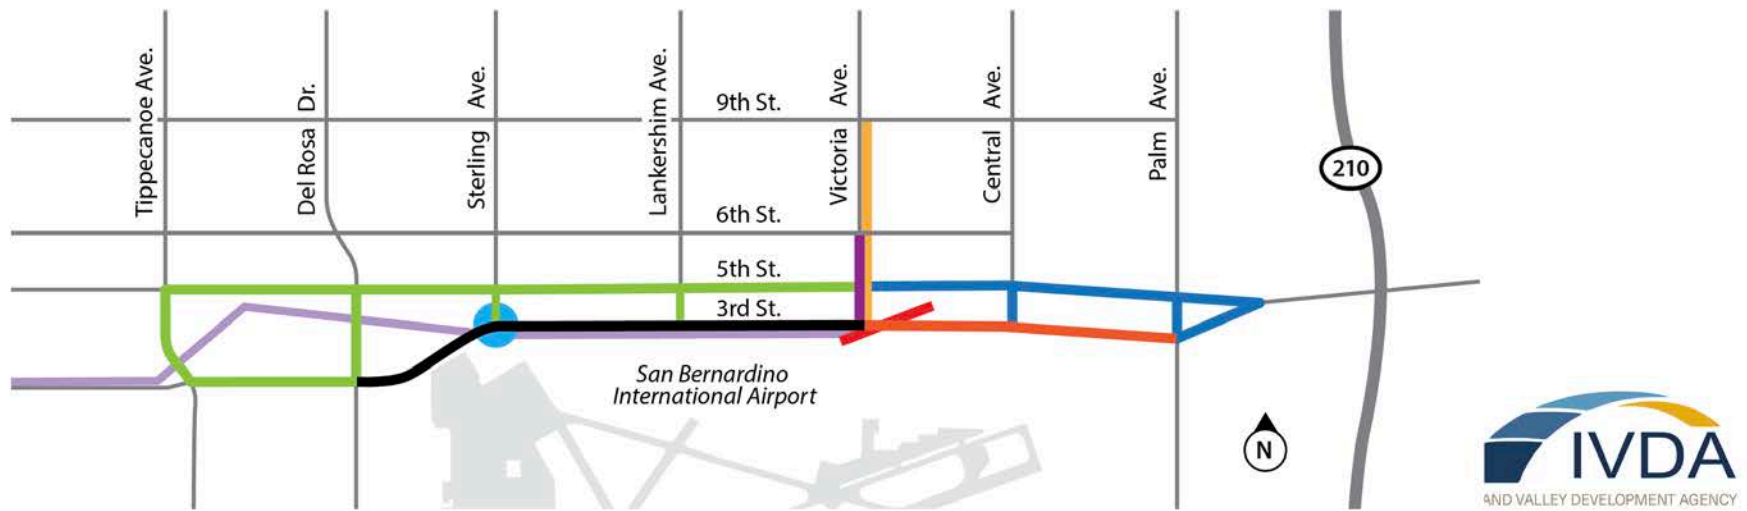 Tippecanoe Ave.
Del Rosa Dr.
Sterling Ave.
Lankershim Ave.
Victoria Ave.
Central Ave.
Palm Ave.
9th St.
210
6th St.
5th St.
3rd St.
San Bernardino
International Airport
N
IVDA
AND VALLEY DEVELOPMENT AGENCY